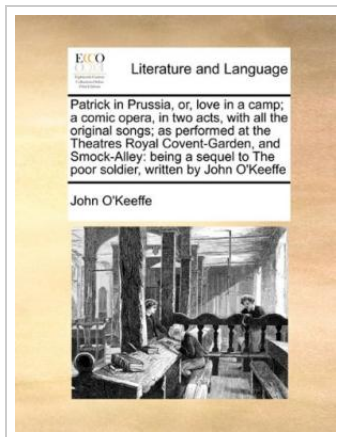 ECCO
Literature and Language
Patrick in Prussia, or, love in a camp;
a comic opera, in two acts, with all the
original songs; as performed at the
Theatres Royal Covent-Garden, and
Smock-Alley: being a sequel to The
poor soldier, written by John O'Keeffe
John O'Keeffe